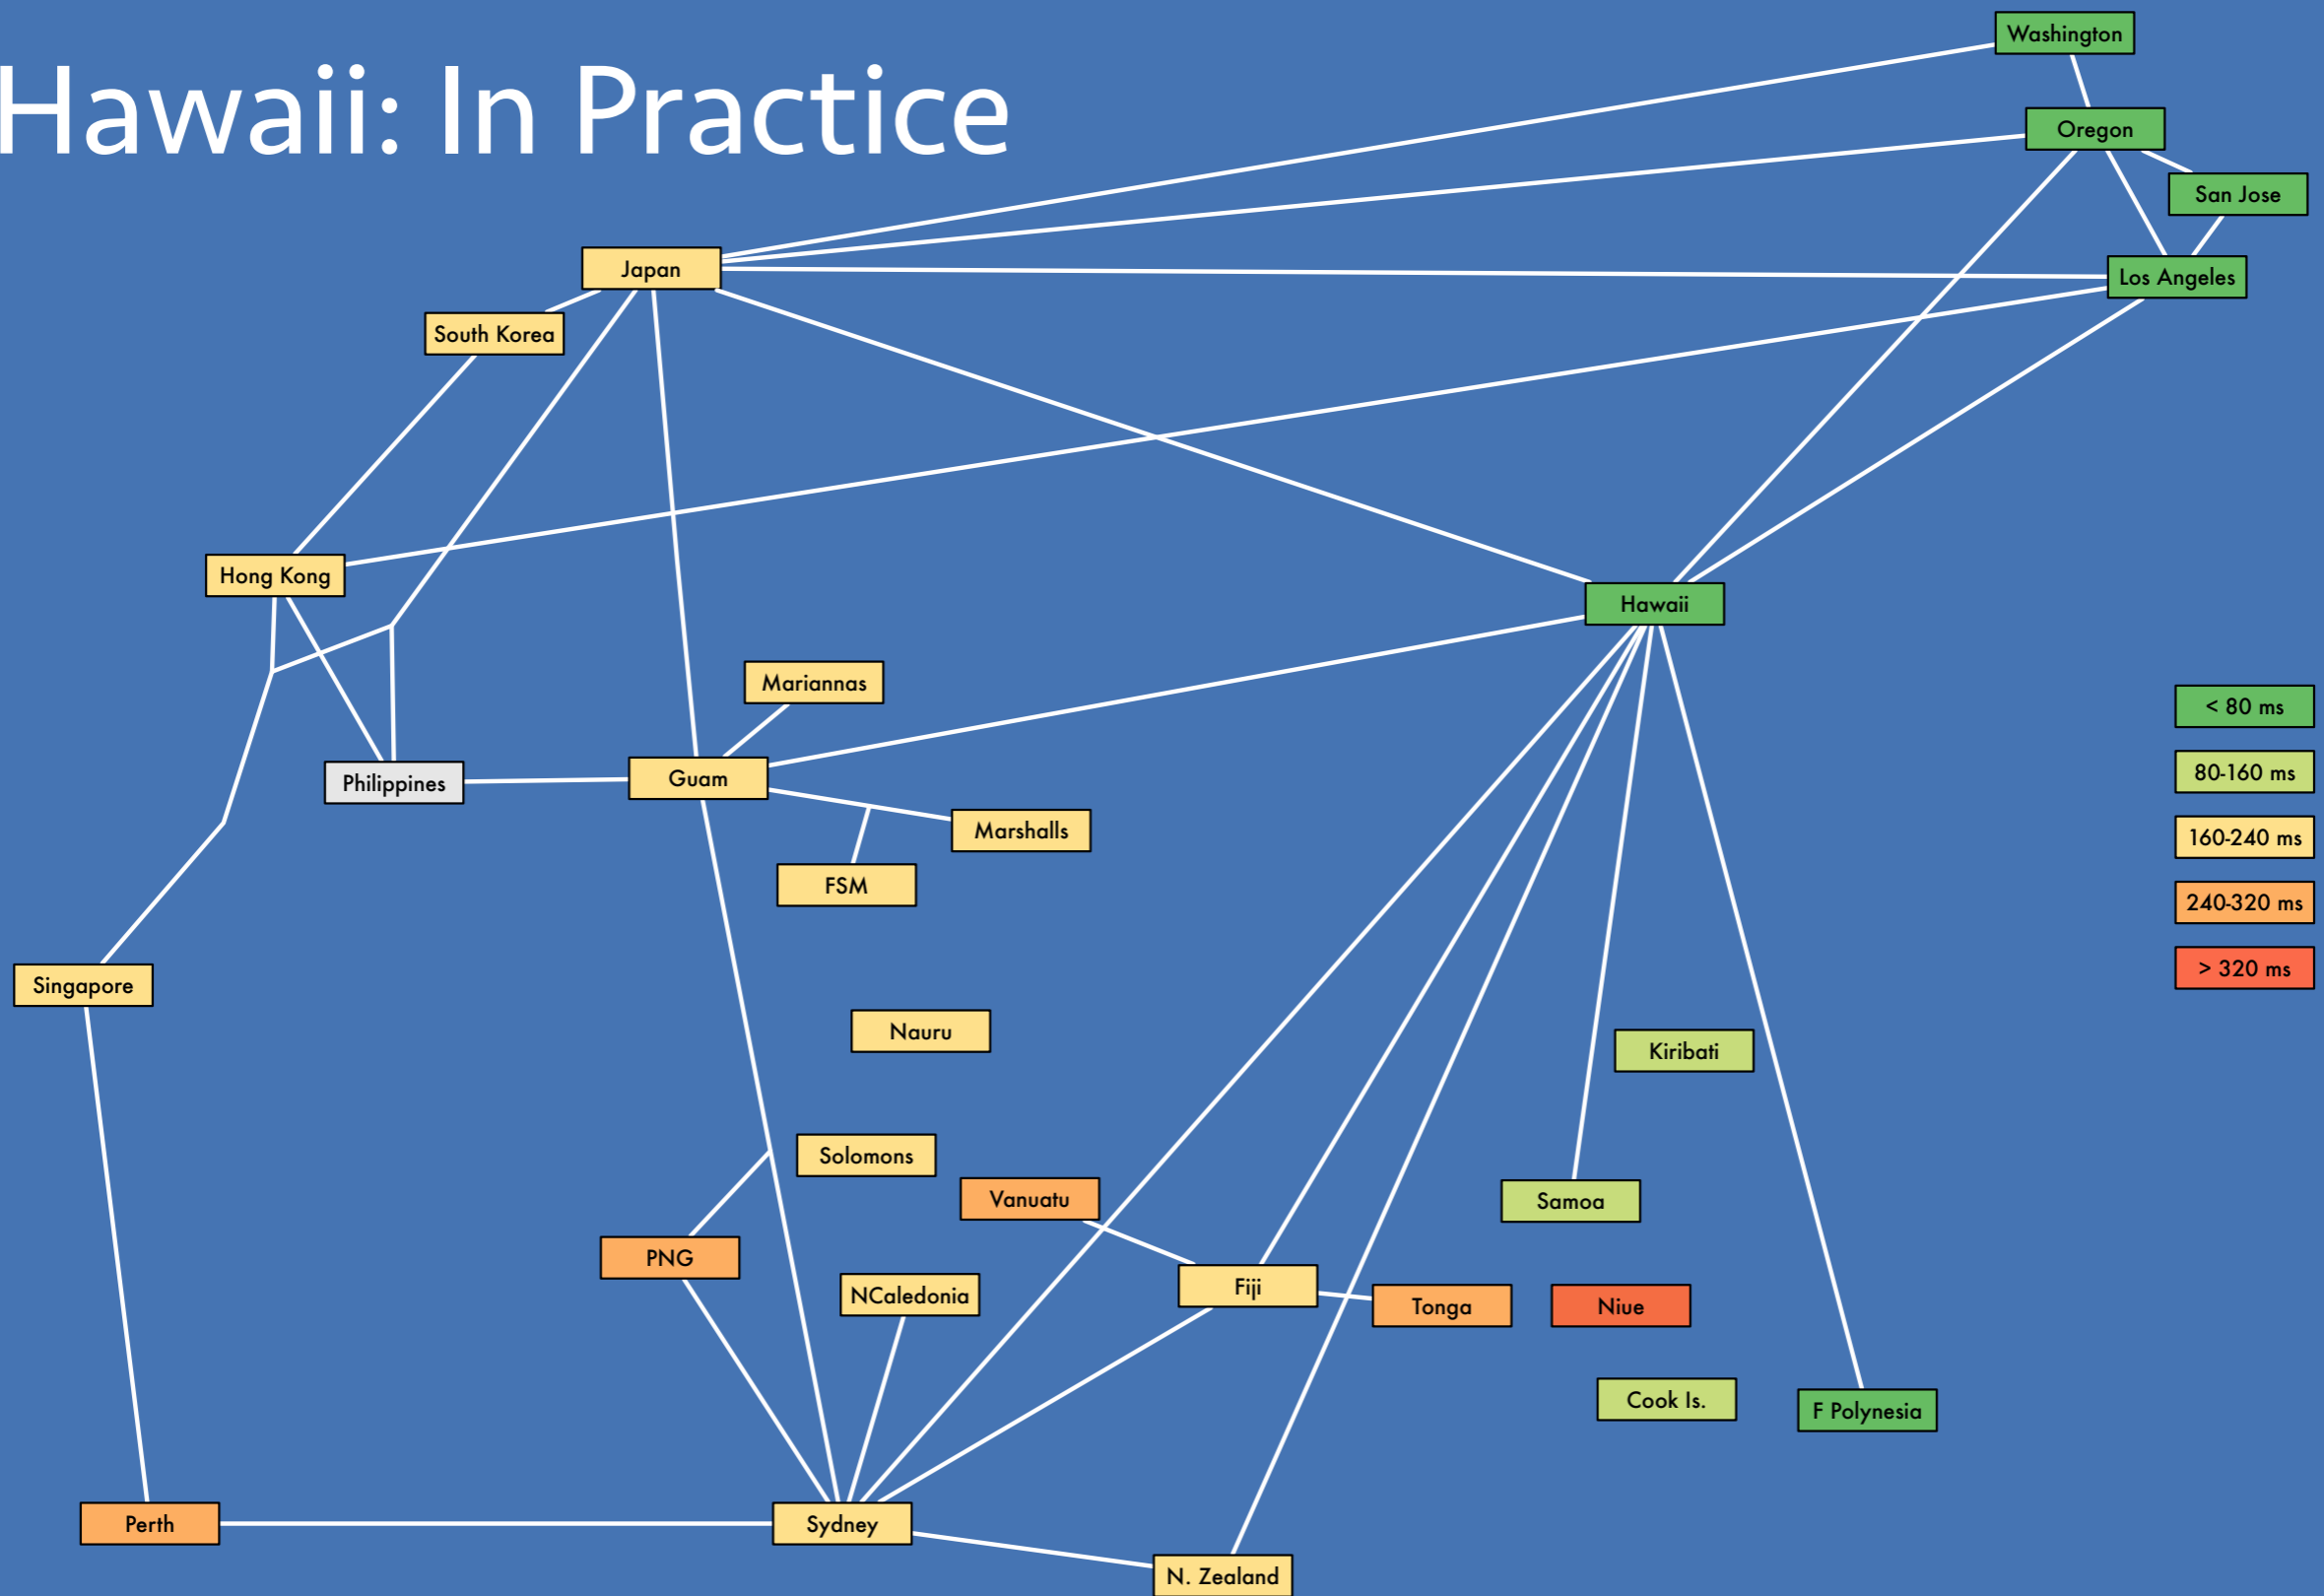 Hawaii: In Practice
Washington
Oregon
San Jose
Japan
Los Angeles
South Korea
Hong Kong
Hawaii
Mariannas
< 80 ms
Philippines
Guam
80-160 ms
Marshalls
160-240 ms
FSM
240-320 ms
Singapore
> 320 ms
Nauru
Kiribati
Solomons
Vanuatu
Samoa
PNG
NCaledonia
Fiji
Tonga
Niue
Cook Is.
F Polynesia
Perth
Sydney
N. Zealand